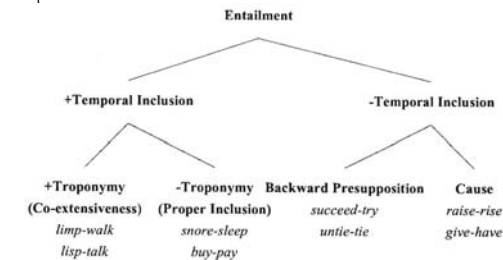 Entailment
+Temporal Inclusion -Temporal Inclusion
+Troponymy -Troponymy Backward Presupposition Cause
(Co-extensiveness) (Proper Inclusion) succeed-try raise-rise
limp-walk snore-sleep untie-tie give-have
lisp-talk buy-pay